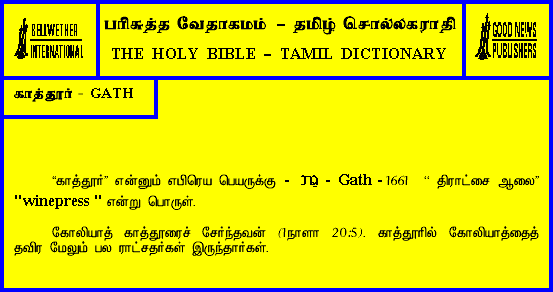 BELLWETHER
INTERNATIONAL
பரிசுத்த வேதாகமம் – தமிழ் சொல்லகராதி
THE HOLY BIBLE – TAMIL DICTIONARY
GOOD NEWS
PUBLISHERS
காத்தூர் - GATH
“காத்தூர்” என்னும் எபிரெய பெயருக்கு - גת - Gath - 1661 “ திராட்சை ஆலை”
"winepress " என்று பொருள்.
கோலியாத் காத்தூரைச் சேர்ந்தவன் (1நாளா 20:5). காத்தூரில் கோலியாத்தைத்
தவிர மேலும் பல ராட்சதர்கள் இருந்தார்கள்.